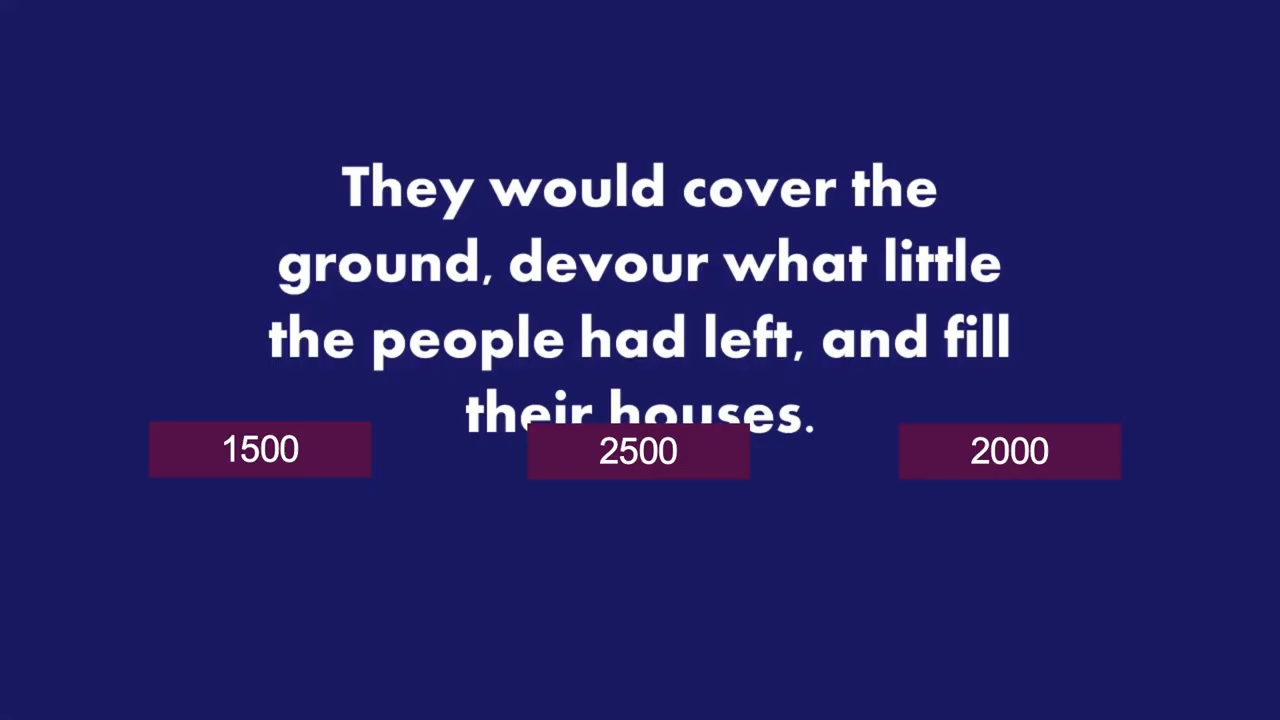 They would cover the
ground, devour what little
the people had left, and fill
their houses.
1500
2500
2000